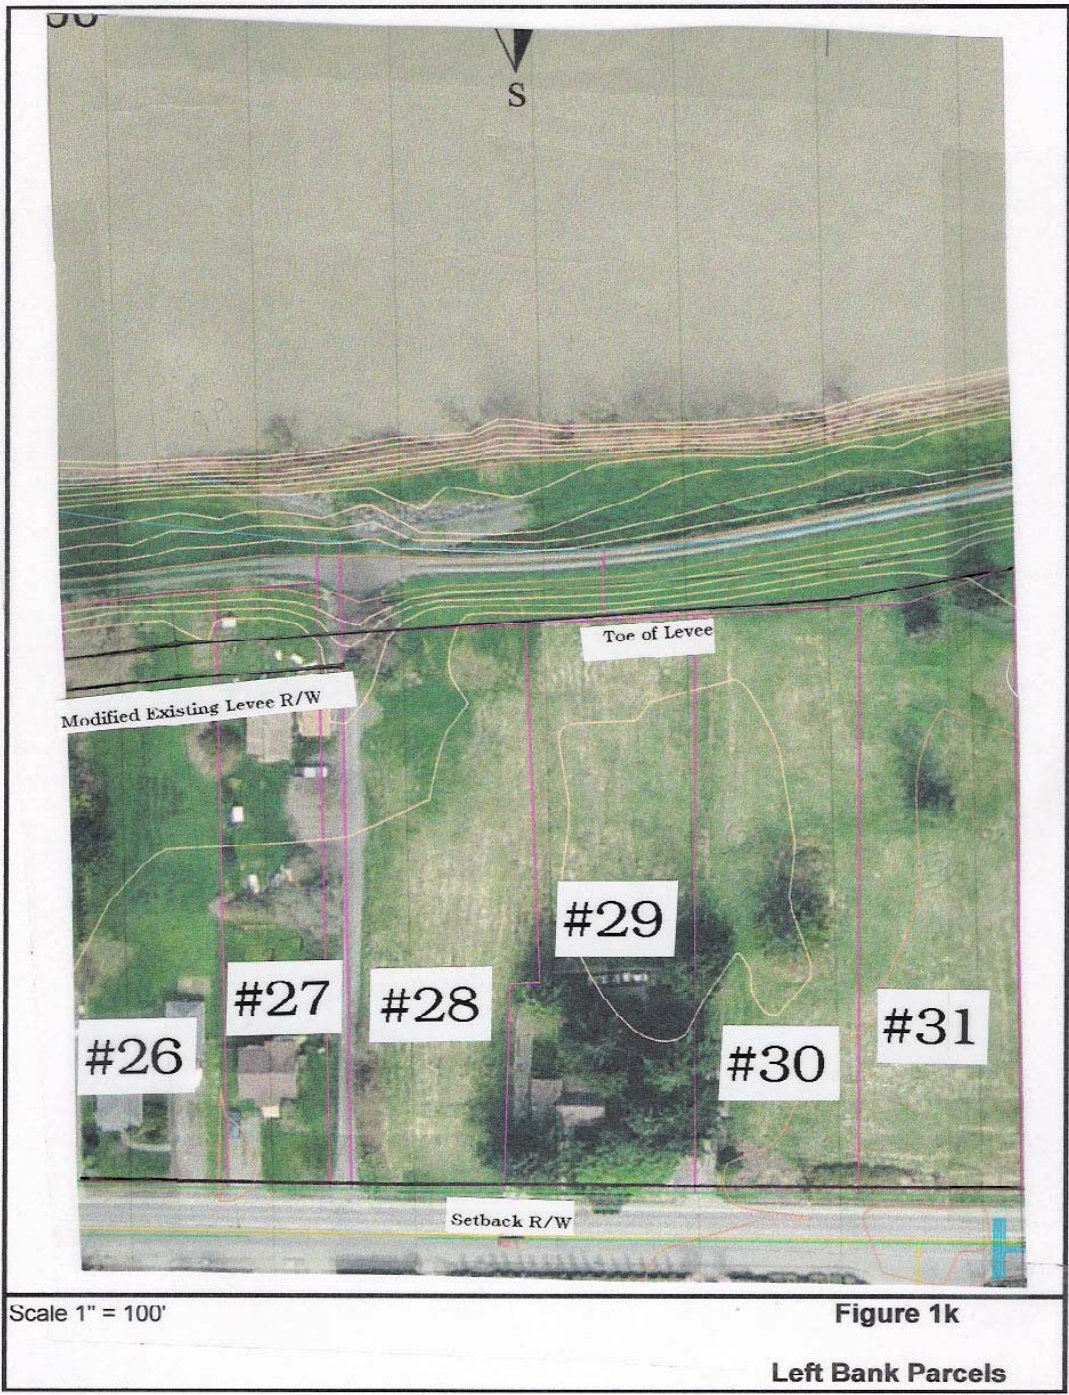 S
Toe of Levee
Modified Existing Levee R/W
#29
#27
#28
#31
#26
#30
Setback R/W
Scale 1" = 100'
Figure 1k
Left Bank Parcels